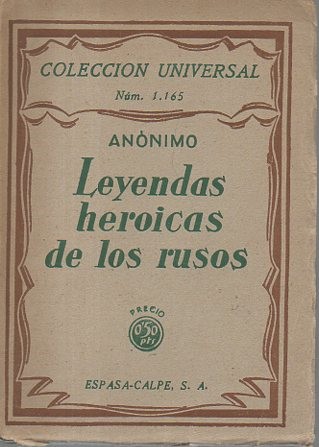 COLECCION UNIVERSAL
Núm. 1.165
ANÓNIMO
Leyendas
heroicas
de los rusos
PRECIO
0'50
pts
ESPASA-CALPE, S. A.